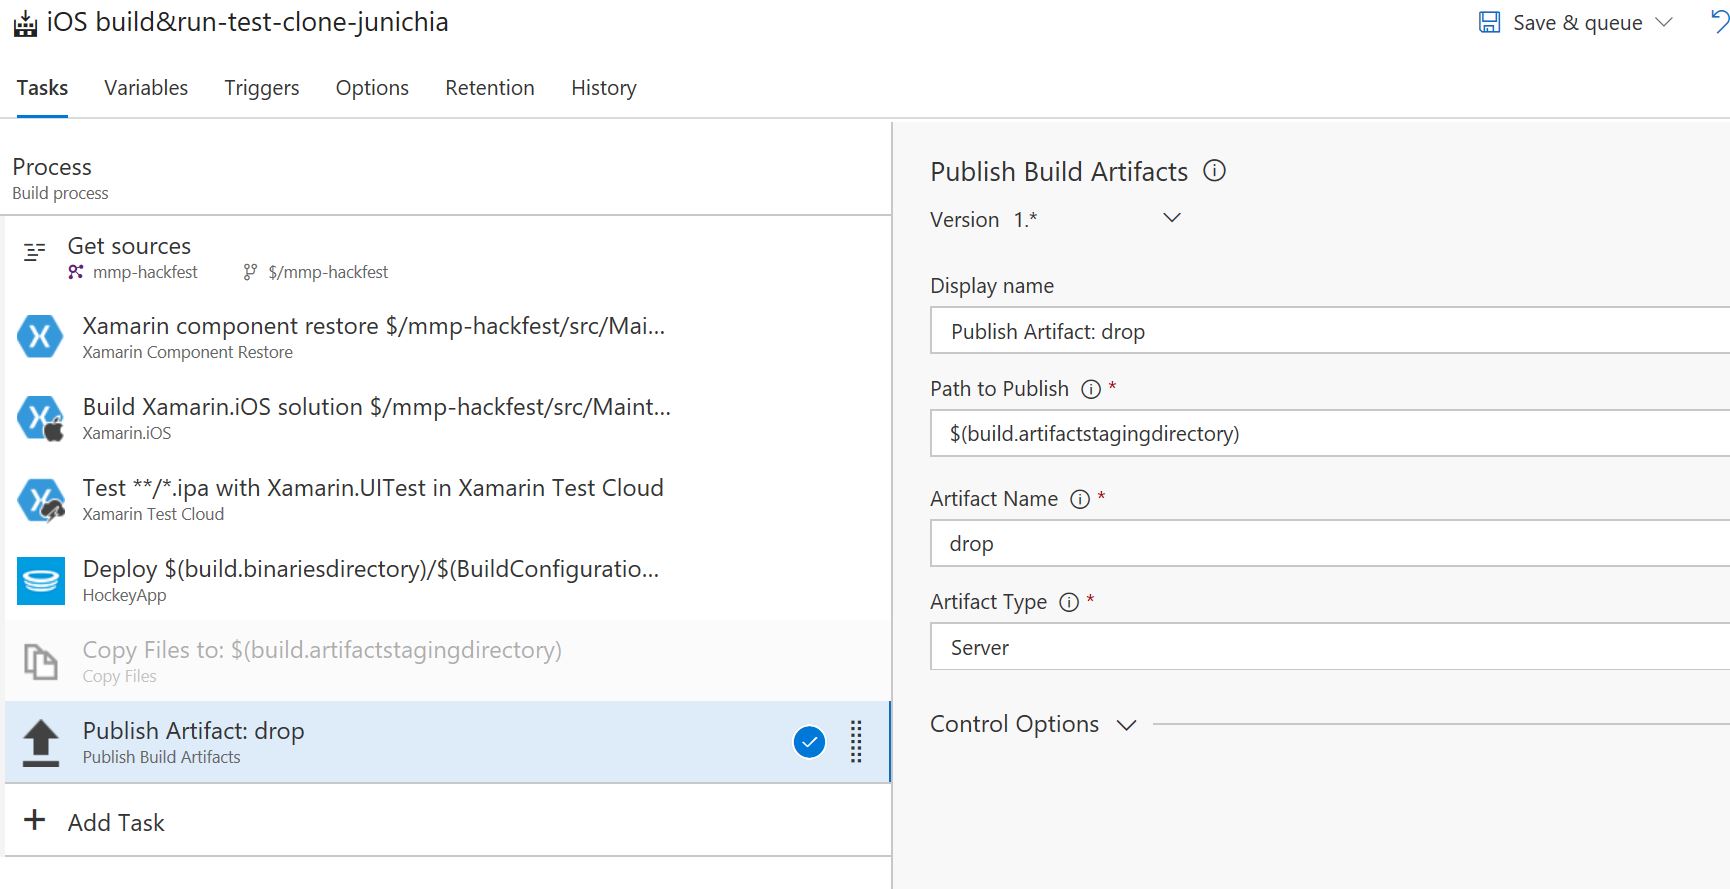 iOS build&run-test-clone-junichia
Save & queue
Tasks Variables Triggers Options Retention History
Process
Build process
Get sources
mmp-hackfest $/mmp-hackfest
Xamarin component restore $/mmp-hackfest/src/Mai...
Xamarin Component Restore
Build Xamarin.iOS solution $/mmp-hackfest/src/Maint...
Xamarin.iOS
Test **/*.ipa with Xamarin.UITest in Xamarin Test Cloud
Xamarin Test Cloud
Deploy $(build.binariesdirectory)/$(BuildConfiguratio...
HockeyApp
Copy Files to: $(build.artifactstagingdirectory)
Copy Files
Publish Artifact: drop
Publish Build Artifacts
Add Task
Publish Build Artifacts
Version 1.*
Display name
Publish Artifact: drop
Path to Publish *
$(build.artifactstagingdirectory)
Artifact Name *
drop
Artifact Type *
Server
Control Options